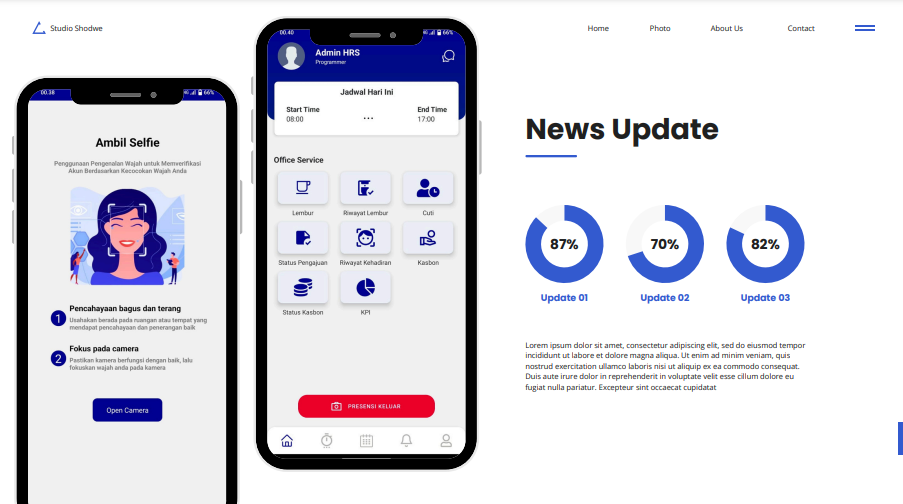 Studio Shodwe
Home
Photo
About Us
Contact
00.38
4G 66%
Ambil Selfie
Penggunaan Pengenalan Wajah untuk Memverifikasi
Akun Berdasarkan Kecocokan Wajah Anda
1
Pencahayaan bagus dan terang
Usahakan berada pada ruangan atau tempat yang
mendapat pencahayaan dan penerangan baik
2
Fokus pada camera
Pastikan kamera berfungsi dengan baik, lalu
fokuskan wajah anda pada kamera
Open Camera
00.40
4G 66%
Admin HRS
Programmer
Jadwal Hari Ini
Start Time
08:00
...
End Time
17:00
Office Service
Lembur
Riwayat Lembur
Cuti
Status Pengajuan
Riwayat Kehadiran
Kasbon
Status Kasbon
KPI
PRESENSI KELUAR
News Update
87%
70%
82%
Update 01
Update 02
Update 03
Lorem ipsum dolor sit amet, consectetur adipiscing elit, sed do eiusmod tempor
incididunt ut labore et dolore magna aliqua. Ut enim ad minim veniam, quis
nostrud exercitation ullamco laboris nisi ut aliquip ex ea commodo consequat.
Duis aute irure dolor in reprehenderit in voluptate velit esse cillum dolore eu
fugiat nulla pariatur. Excepteur sint occaecat cupidatat